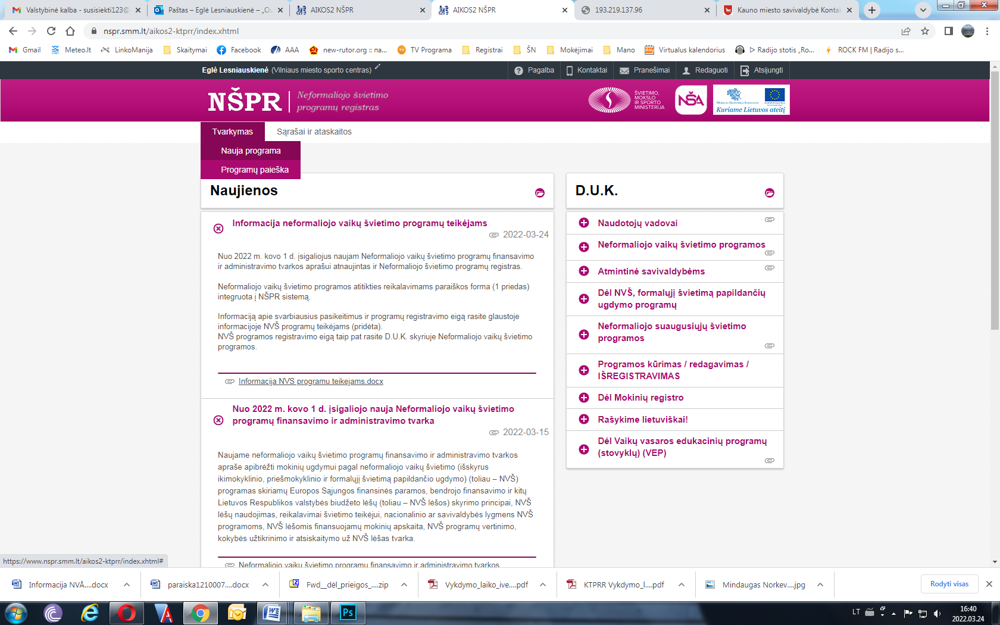 Valstybinė kalba - susisiekti123@
Paštas – Eglė Lesniauskienė – „Ou
AIKOS2 NŠPR
AIKOS2 NŠPR
193.219.137.96
Kauno miesto savivaldybė Kontak
nspr.smm.lt/aikos2-ktprr/index.xhtml
Gmail
Meteo.lt
LinkoManija
Skaitymai
Facebook
AAA
new-rutor.org :: na...
TV Programa
Registrai
ŠN
Mokėjimai
Mano
Virtualus kalendorius
▷ Radijo stotis „Ro...
ROCK FM | Radijo s...
Eglė Lesniauskienė (Vilniaus miesto sporto centras)
Pagalba
Kontaktai
Pranešimai
Redaguoti
Atsijungti
NŠPR
Neformaliojo švietimo
programų registras
ŠVIETIMO,
MOKSLO
IR SPORTO
MINISTERIJA
NŠA
Kuriame Lietuvos ateitį
Tvarkymas
Sąrašai ir ataskaitos
Nauja programa
Programų paieška
Naujienos
Informacija neformaliojo vaikų švietimo programų teikėjams
2022-03-24
Nuo 2022 m. kovo 1 d. įsigaliojus naujam Neformaliojo vaikų švietimo programų finansavimo
ir administravimo tvarkos aprašui atnaujintas ir Neformaliojo švietimo programų registras.
Neformaliojo vaikų švietimo programos atitikties reikalavimams paraiškos forma (1 priedas)
integruota į NŠPR sistemą.
Informaciją apie svarbiausius pasikeitimus ir programų registravimo eigą rasite glaustoje
informacijoje NVŠ programų teikėjams (pridėta).
NVŠ programos registravimo eigą taip pat rasite D.U.K. skyriuje Neformaliojo vaikų švietimo
programos.
Informacija NVS programu teikejams.docx
Nuo 2022 m. kovo 1 d. įsigaliojo nauja Neformaliojo vaikų švietimo
programų finansavimo ir administravimo tvarka
2022-03-15
Naujame neformaliojo vaikų švietimo programų finansavimo ir administravimo tvarkos
apraše apibrėžti mokinių ugdymui pagal neformaliojo vaikų švietimo (išskyrus
ikimokyklinio, priešmokyklinio ir formalųjį švietimą papildančio ugdymo) (toliau – NVŠ)
programas skiriamų Europos Sąjungos finansinės paramos, bendrojo finansavimo ir kitų
Lietuvos Respublikos valstybės biudžeto lėšų (toliau – NVŠ lėšos) skyrimo principai, NVŠ
lėšų naudojimas, reikalavimai švietimo teikėjui, nacionalinio ar savivaldybės lygmens NVŠ
programoms, NVŠ lėšomis finansuojamų mokinių apskaita, NVŠ programų vertinimo,
kokybės užtikrinimo ir atsiskaitymo už NVŠ lėšas tvarka.
Neformaliojo vaikų švietimo programų finansavimo ir administravimo tvarkos
D.U.K.
Naudotojų vadovai
Neformaliojo vaikų švietimo programos
Atmintinė savivaldybėms
Dėl NVŠ, formalųjį švietimą papildančių
ugdymo programų
Neformaliojo suaugusiųjų švietimo
programos
Programos kūrimas / redagavimas /
IŠREGISTRAVIMAS
Dėl Mokinių registro
Rašykime lietuviškai!
Dėl Vaikų vasaros edukacinių programų
(stovyklų) (VEP)
https://www.nspr.smm.lt/aikos2-ktprr/index.xhtml#
Informacija NVÅ....docx
paraiska1210007....docx
Fwd__dėl_prieigos_....zip
Vykdymo_laiko_ive....pdf
KTPRR Vykdymo_l....pdf
Mindaugas Norkev....jpg
Rodyti visas
LT
16:40
2022.03.24